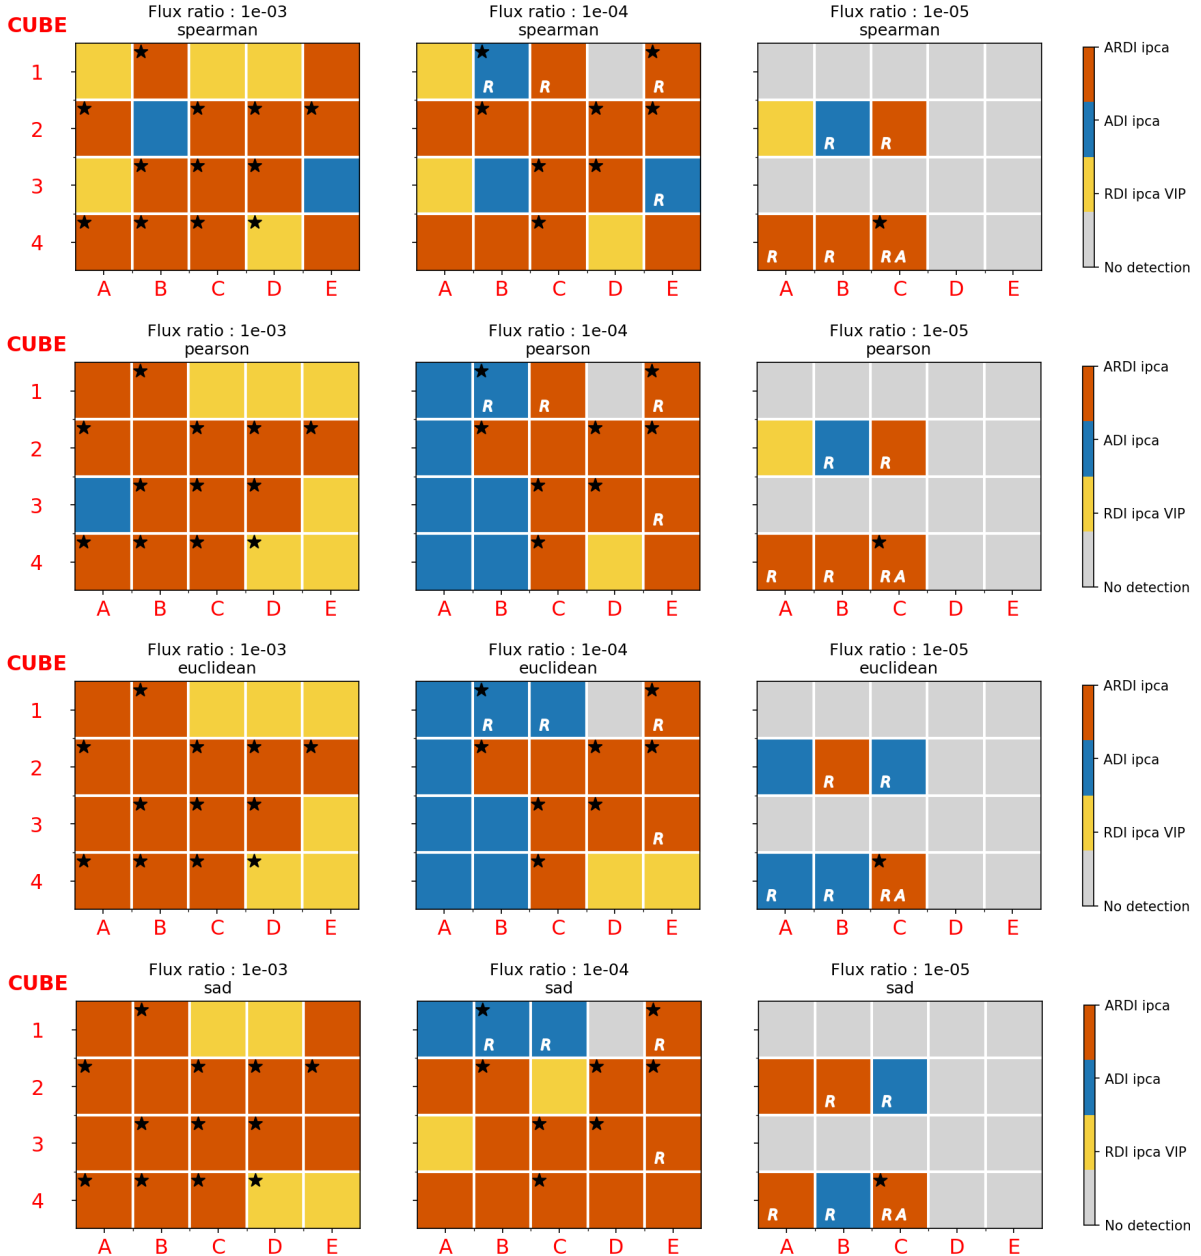 CUBE
Flux ratio : 1e-03
spearman
Flux ratio : 1e-04
spearman
Flux ratio : 1e-05
spearman
1
2
3
4
A B C D E
R R R
R
A B C D E
R R
R R R A
A B C D E
ARDI ipca
ADI ipca
RDI ipca VIP
No detection
CUBE
Flux ratio : 1e-03
pearson
Flux ratio : 1e-04
pearson
Flux ratio : 1e-05
pearson
1
2
3
4
A B C D E
R R R
R
A B C D E
R R
R R R A
A B C D E
ARDI ipca
ADI ipca
RDI ipca VIP
No detection
CUBE
Flux ratio : 1e-03
euclidean
Flux ratio : 1e-04
euclidean
Flux ratio : 1e-05
euclidean
1
2
3
4
A B C D E
R R R
R
A B C D E
R R
R R R A
A B C D E
ARDI ipca
ADI ipca
RDI ipca VIP
No detection
CUBE
Flux ratio : 1e-03
sad
Flux ratio : 1e-04
sad
Flux ratio : 1e-05
sad
1
2
3
4
A B C D E
R R R
R
A B C D E
R R
R R R A
A B C D E
ARDI ipca
ADI ipca
RDI ipca VIP
No detection